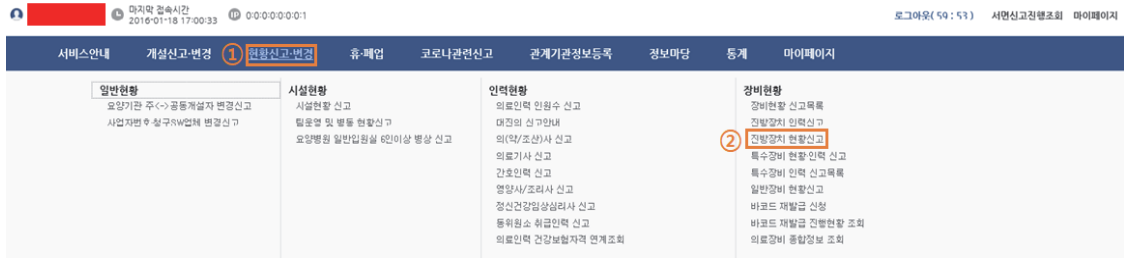 마지막 접속시간
2016-01-18 17:00:33
IP 0:0:0:0:0:0:0:1
로그아웃( 59 : 53 ) 서면신고진행조회 마이페이지
서비스안내 개설신고·변경 ① 현황신고·변경 휴·폐업 코로나관련신고 관계기관정보등록 정보마당 통계 마이페이지
일반현황
요양기관 주<->공동개설자 변경신고
사업자번호·청구SW업체 변경신고
시설현황
시설현황 신고
팀운영 및 병동 현황신고
요양병원 일반입원실 6인이상 병상 신고
인력현황
의료인력 인원수 신고
대진의 신고안내
의(약/조산)사 신고
의료기사 신고
간호인력 신고
영양사/조리사 신고
정신건강임상심리사 신고
동위원소 취급인력 신고
의료인력 건강보험자격 연계조회
장비현황
장비현황 신고목록
진방장치 인력신고
② 진방장치 현황신고
특수장비 현황·인력 신고
특수장비 인력 신고목록
일반장비 현황신고
바코드 재발급 신청
바코드 재발급 진행현황 조회
의료장비 종합정보 조회